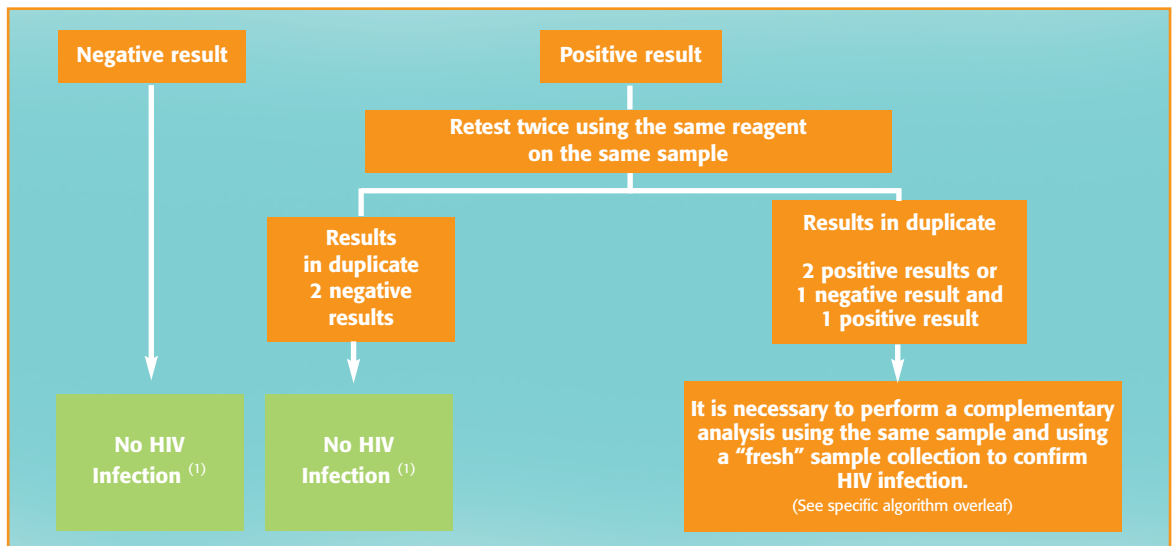 Negative result
Positive result
Retest twice using the same reagent
on the same sample
Results
in duplicate
2 negative
results
Results in duplicate
2 positive results or
1 negative result and
1 positive result
No HIV
Infection (1)
No HIV
Infection (1)
It is necessary to perform a complementary
analysis using the same sample and using
a “fresh” sample collection to confirm
HIV infection.
(See specific algorithm overleaf)